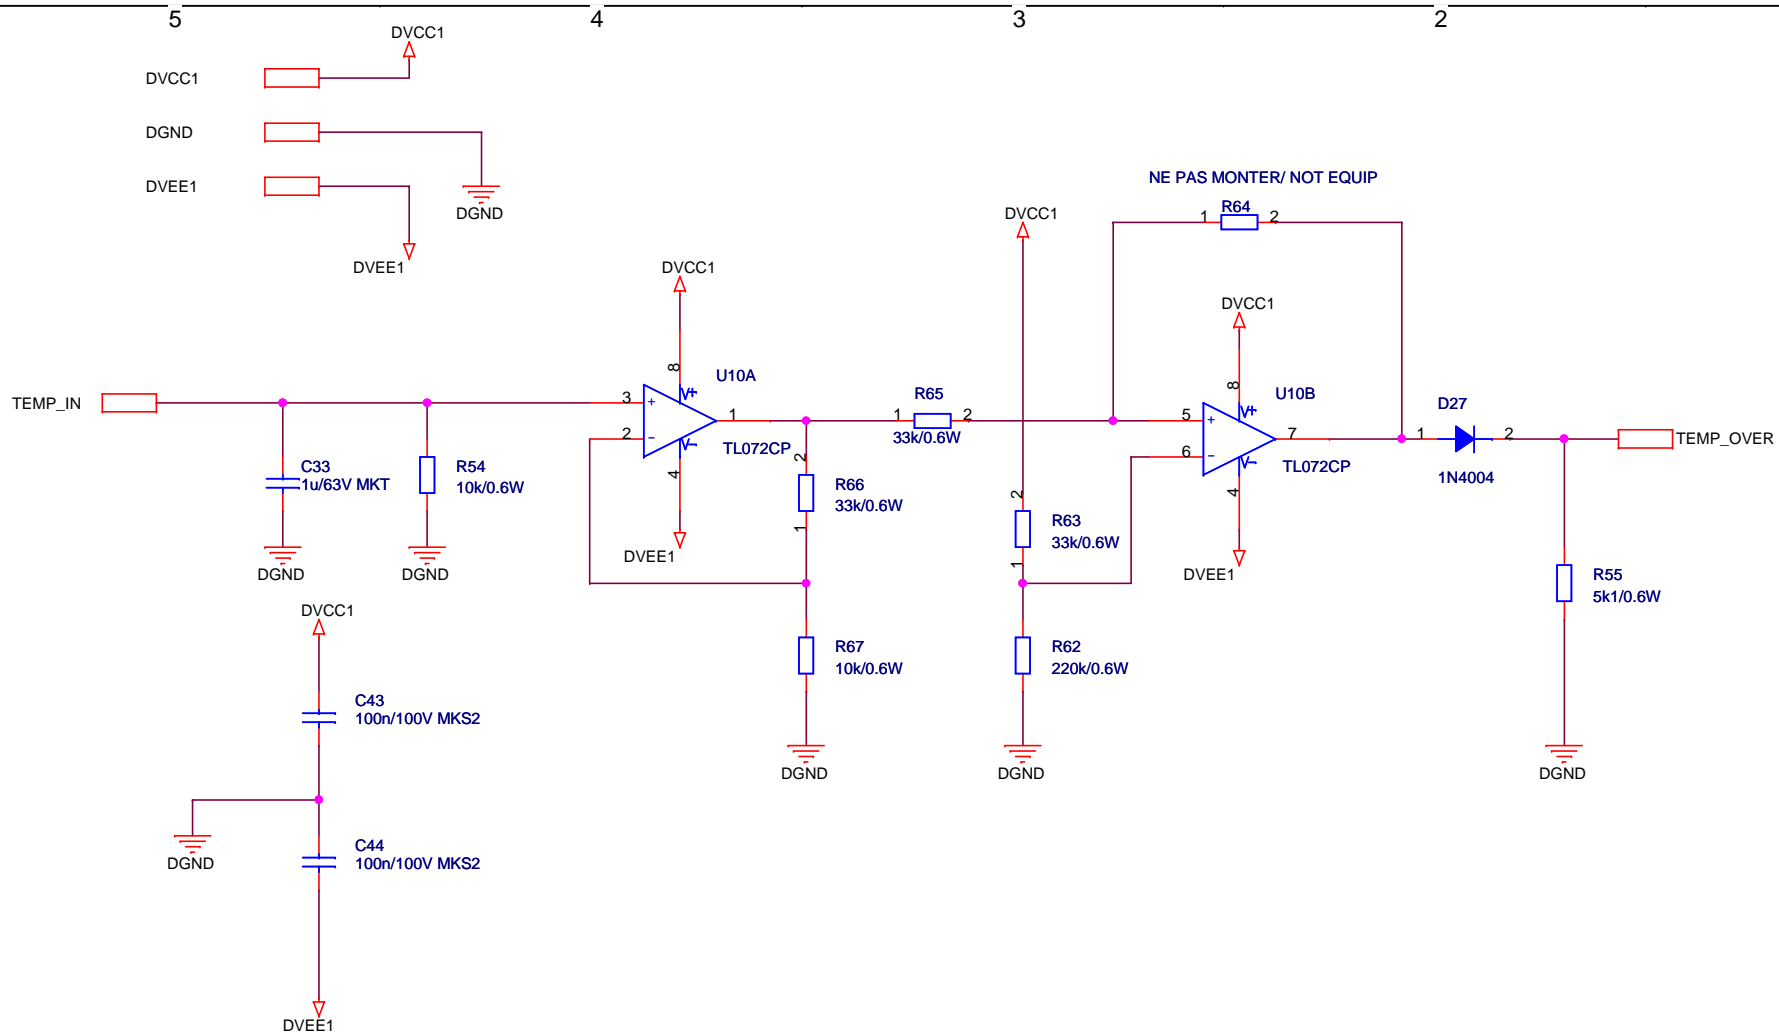 5 4 3 2
DVCC1
DVCC1
DGND
DVEE1
DGND
DVEE1
NE PAS MONTER/ NOT EQUIP
R64
1 2
DVCC1
DVCC1
DVCC1
TEMP_IN
3
2
8
V+
V-
+
-
4
1
U10A
TL072CP
DVEE1
C33
1u/63V MKT
DGND
R54
10k/0.6W
DGND
R65
1 2
33k/0.6W
2
R66
33k/0.6W
1
R67
10k/0.6W
DGND
2
R63
33k/0.6W
1
R62
220k/0.6W
DGND
5
6
8
V+
V-
+
-
4
7
U10B
TL072CP
DVEE1
D27
1 2
1N4004
TEMP_OVER
R55
5k1/0.6W
DGND
DVCC1
C43
100n/100V MKS2
DGND
C44
100n/100V MKS2
DVEE1